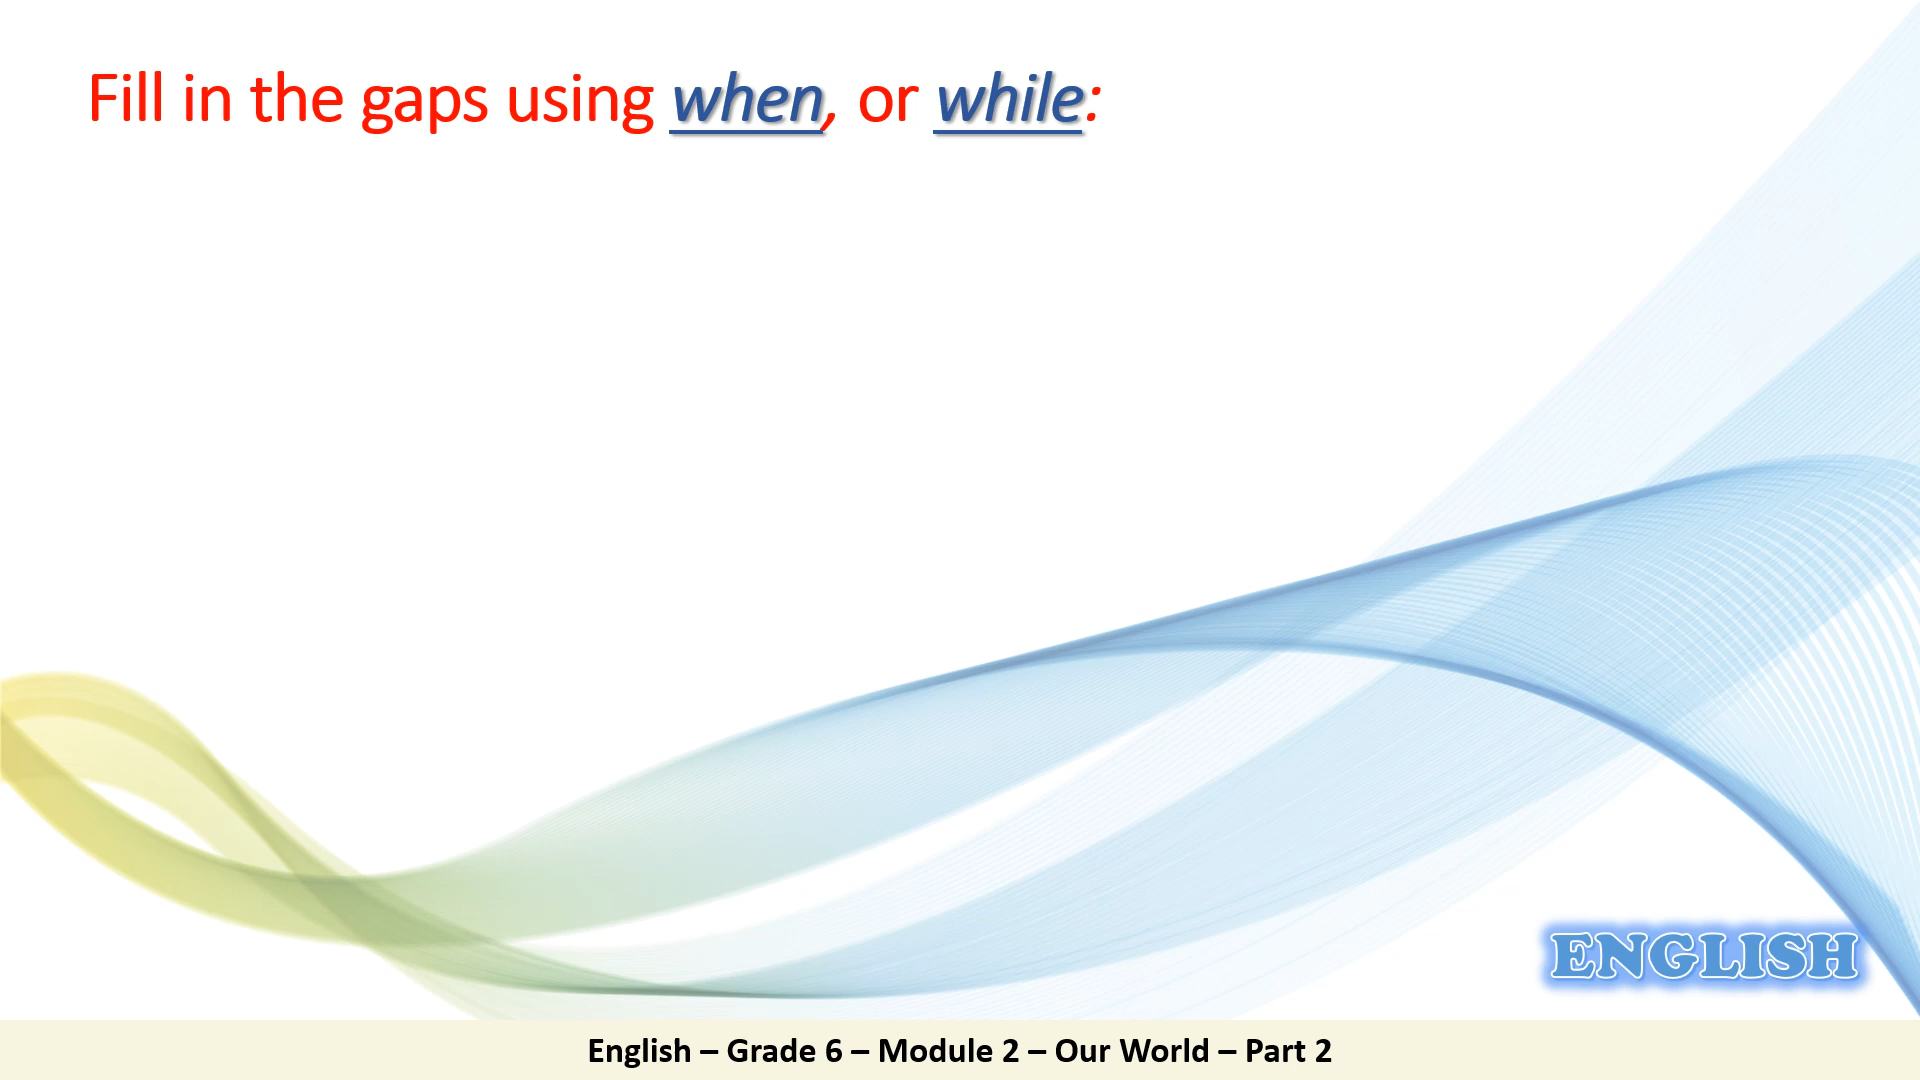 Fill in the gaps using when, or while:
ENGLISH
English – Grade 6 – Module 2 – Our World – Part 2